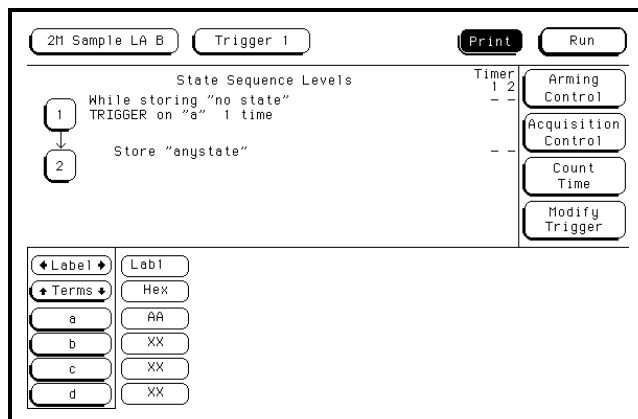 2M Sample LA B Trigger 1 Print Run
State Sequence Levels Timer
1 2
While storing "no state" - -
1 TRIGGER on "a" 1 time
2 Store "anystate" - -
Arming
Control
Acquisition
Control
Count
Time
Modify
Trigger
Label Lab1
Terms Hex
a AA
b XX
c XX
d XX